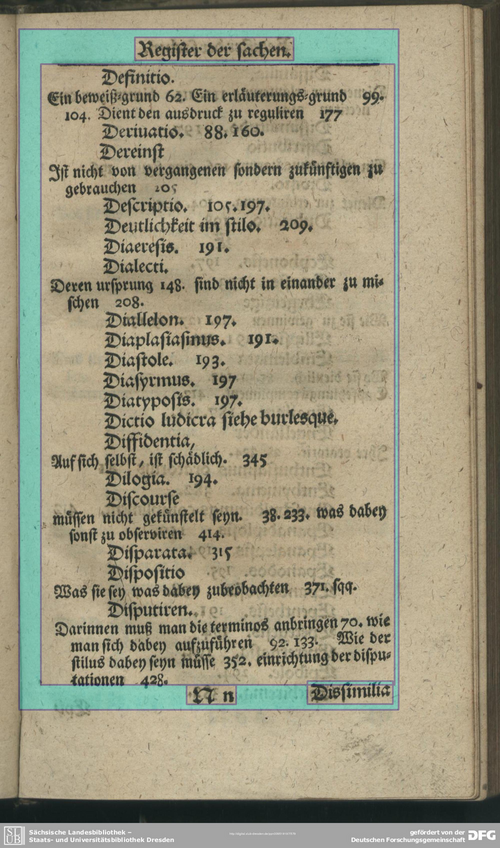 Register der sachen.
Definitio.
Ein beweiß-grund 62. Ein erläuterungs-grund 99.
104. Dient den ausdruck zu reguliren 177
Derivatio. 88. 160.
Dereinst
Ist nicht von vergangenen sondern zukünftigen zu
gebrauchen 105
Descriptio. 105. 197.
Deutlichkeit im stilo. 209.
Diaeresis. 191.
Dialecti.
Deren ursprung 148. sind nicht in einander zu mi-
schen 208.
Diallelon. 197.
Diaplasiasmus. 191.
Diastole. 193.
Diasyrmus. 197
Diatyposis. 197.
Dictio ludicra siehe burlesque.
Diffidentia,
Auf sich selbst, ist schädlich. 345
Dilogia. 194.
Discourse
müssen nicht gekünstelt seyn. 38. 233. was dabey
sonst zu observiren 414.
Disparata. 315
Dispositio
Was sie sey was dabey zubeobachten 371. sqq.
Disputiren.
Darinnen muß man die terminos anbringen 70. wie
man sich dabey aufzuführen 92. 133. Wie der
stilus dabey seyn müsse 352. einrichtung der dispu-
tationen 428.
N n
Dissimilia
Sächsische Landesbibliothek –
Staats- und Universitätsbibliothek Dresden
gefördert von der
Deutschen Forschungsgemeinschaft
DFG